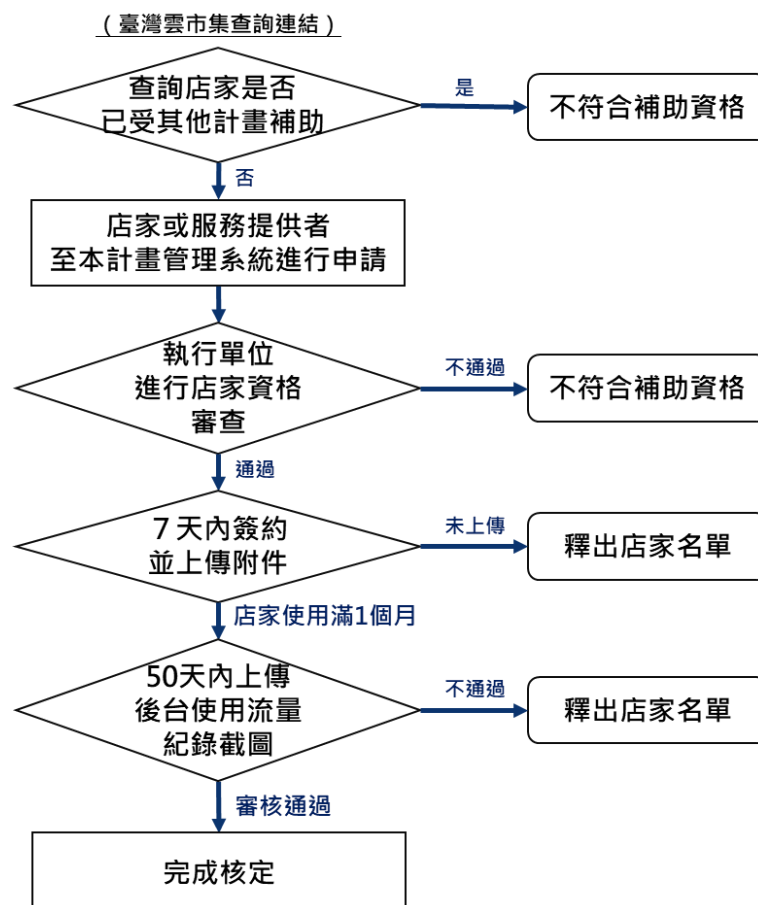 （臺灣雲市集查詢連結）
查詢店家是否
已受其他計畫補助
是
不符合補助資格
否
店家或服務提供者
至本計畫管理系統進行申請
執行單位
進行店家資格
審查
不通過
不符合補助資格
通過
7 天內簽約
並上傳附件
未上傳
釋出店家名單
店家使用滿1個月
50天內上傳
後台使用流量
紀錄截圖
不通過
釋出店家名單
審核通過
完成核定